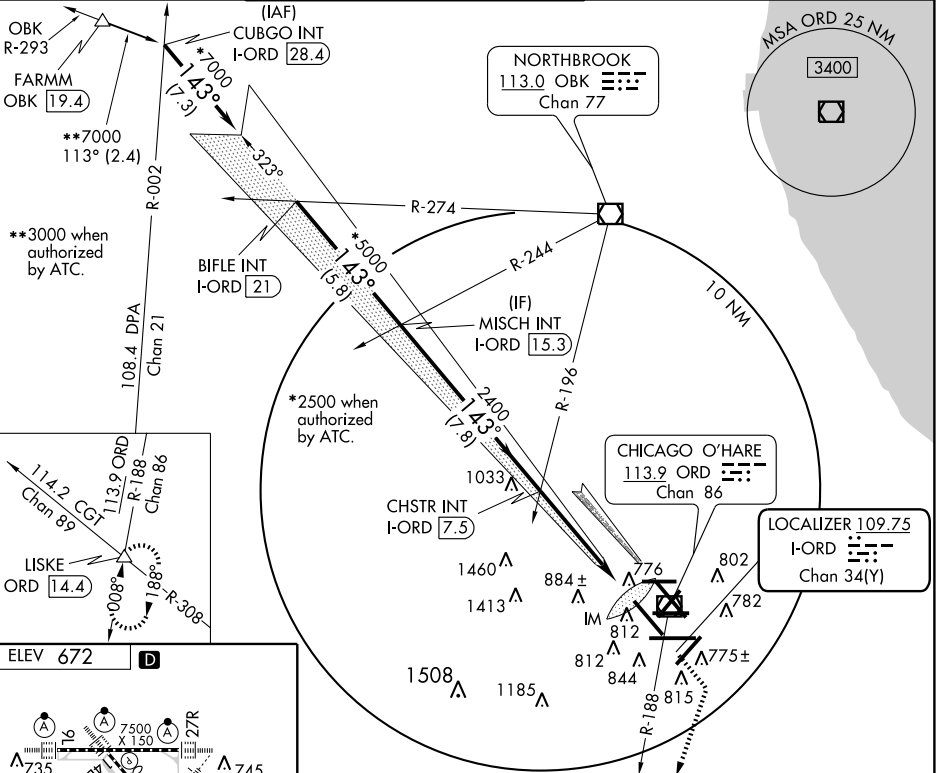 OBK
R-293
FARMM
OBK 19.4
**7000
113° (2.4)
(IAF)
CUBGO INT
I-ORD 28.4
*7000
143°
(7.3)
NORTHBROOK
113.0 OBK
Chan 77
MSA ORD 25 NM
3400
323°
R-274
R-002
**3000 when
authorized
by ATC.
BIFLE INT
I-ORD 21
*5000
143°
(5.8)
R-244
10 NM
(IF)
MISCH INT
I-ORD 15.3
108.4 DPA
Chan 21
R-196
*2500 when
authorized
by ATC.
2400
143°
(7.8)
CHICAGO O'HARE
113.9 ORD
Chan 86
1033
CHSTR INT
I-ORD 7.5
114.2 CGT
Chan 89
113.9 ORD
R-188
Chan 86
LOCALIZER 109.75
I-ORD
Chan 34(Y)
LISKE
ORD 14.4
008°
188°
R-308
1460
884±
776
802
1413
IM
812
782
812
844
775±
815
1508
1185
R-188
ELEV 672
D
A
A
A
16
7500
X 150
27R
P
735
745